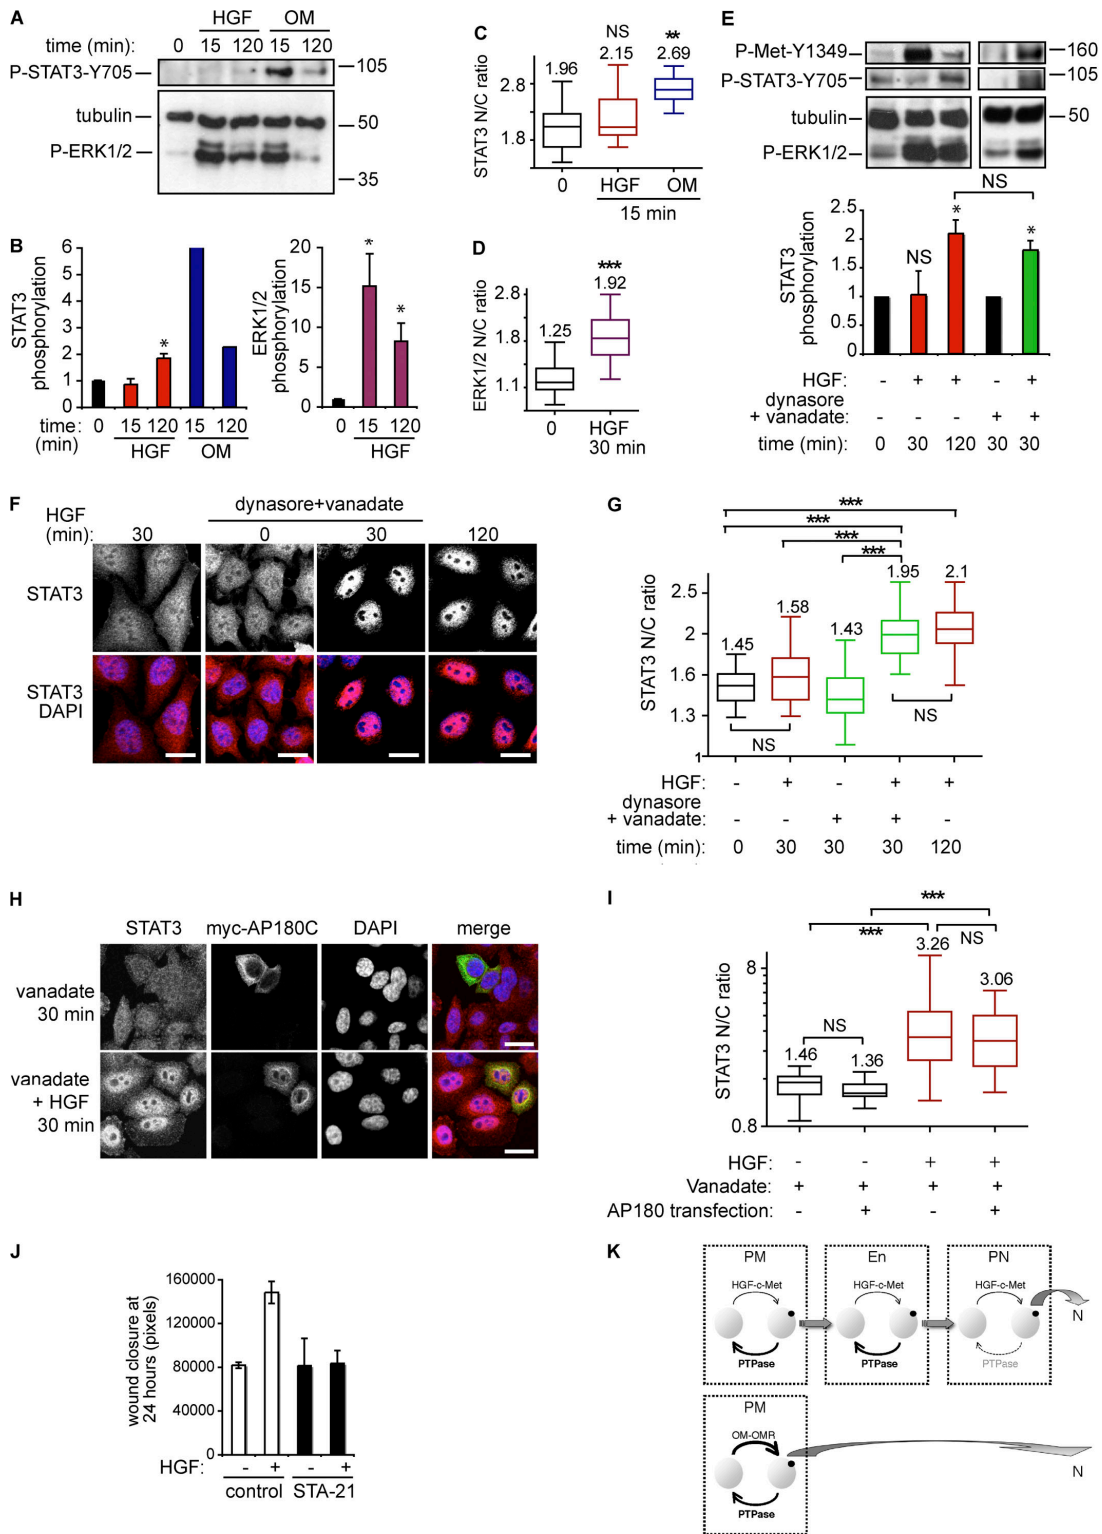 A
HGF OM
time (min): 0 15 120 15 120
P-STAT3-Y705 105
tubulin 50
P-ERK1/2
35
B
STAT3 phosphorylation
6
5
4
3
2
1
0
*
time: (min) 0 15 120 15 120
HGF OM
ERK1/2 phosphorylation
20
15
10
5
0
*
*
0 15 120
HGF
C
STAT3 N/C ratio
2.8
1.8
1.96
NS
2.15
**
2.69
0 HGF OM
15 min
D
ERK1/2 N/C ratio
2.8
1.8
1.1
1.25
***
1.92
0 HGF
30 min
E
P-Met-Y1349 160
P-STAT3-Y705 105
tubulin 50
P-ERK1/2
NS
STAT3 phosphorylation
2.5
2
1.5
1
0.5
0
NS
*
*
HGF: - + + - +
dynasore + vanadate: - - - + +
time (min): 0 30 120 30 30
F
HGF (min):
dynasore+vanadate
30 0 30 120
STAT3
STAT3 DAPI
G
***
***
***
***
STAT3 N/C ratio
2.5
2
1.6
1.3
1
1.45
1.58
1.43
1.95
2.1
NS
NS
HGF: - + - + +
dynasore
+ vanadate: - - + + -
time (min): 0 30 30 30 120
H
STAT3 myc-AP180C DAPI merge
vanadate
30 min
vanadate
+ HGF
30 min
I
***
***
NS
STAT3 N/C ratio
8
0.8
1.46
NS
1.36
3.26
3.06
HGF: - - + +
Vanadate: + + + +
AP180 transfection: - + - +
J
wound closure at
24 hours (pixels)
160000
120000
80000
40000
0
HGF: - + - +
control STA-21
K
PM En PN
HGF-c-Met HGF-c-Met HGF-c-Met
N
PTPase PTPase PTPase
PM
OM-OMR
N
PTPase